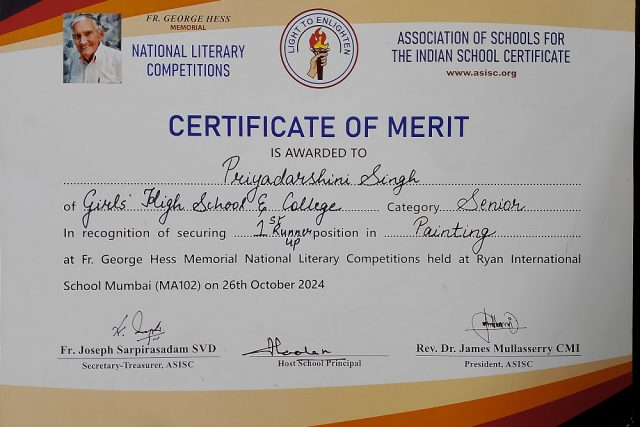 FR. GEORGE HESS
MEMORIAL
NATIONAL LITERARY
COMPETITIONS
LIGHT TO ENLIGHTEN
ASSOCIATION OF SCHOOLS FOR
THE INDIAN SCHOOL CERTIFICATE
www.asisc.org
CERTIFICATE OF MERIT
IS AWARDED TO
Priyadarshini Singh
of Girls' High School & College Category Senior
In recognition of securing 1st Runner up position in Painting
at Fr. George Hess Memorial National Literary Competitions held at Ryan International
School Mumbai (MA102) on 26th October 2024
Fr. Joseph Sarpirasadam SVD
Secretary-Treasurer, ASISC
Host School Principal
Rev. Dr. James Mullasserry CMI
President, ASISC